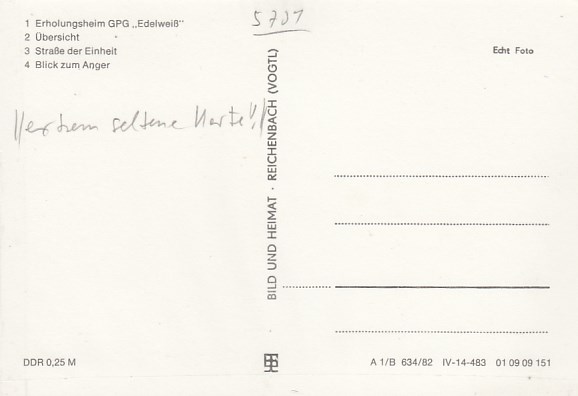 1 Erholungsheim GPG „Edelweiß"
2 Übersicht
3 Straße der Einheit
4 Blick zum Anger
5701
Echt Foto
//extrem seltene Karte!!//
BILD UND HEIMAT · REICHENBACH (VOGTL)
DDR 0,25 M
A 1/B 634/82 IV-14-483 01 09 09 151